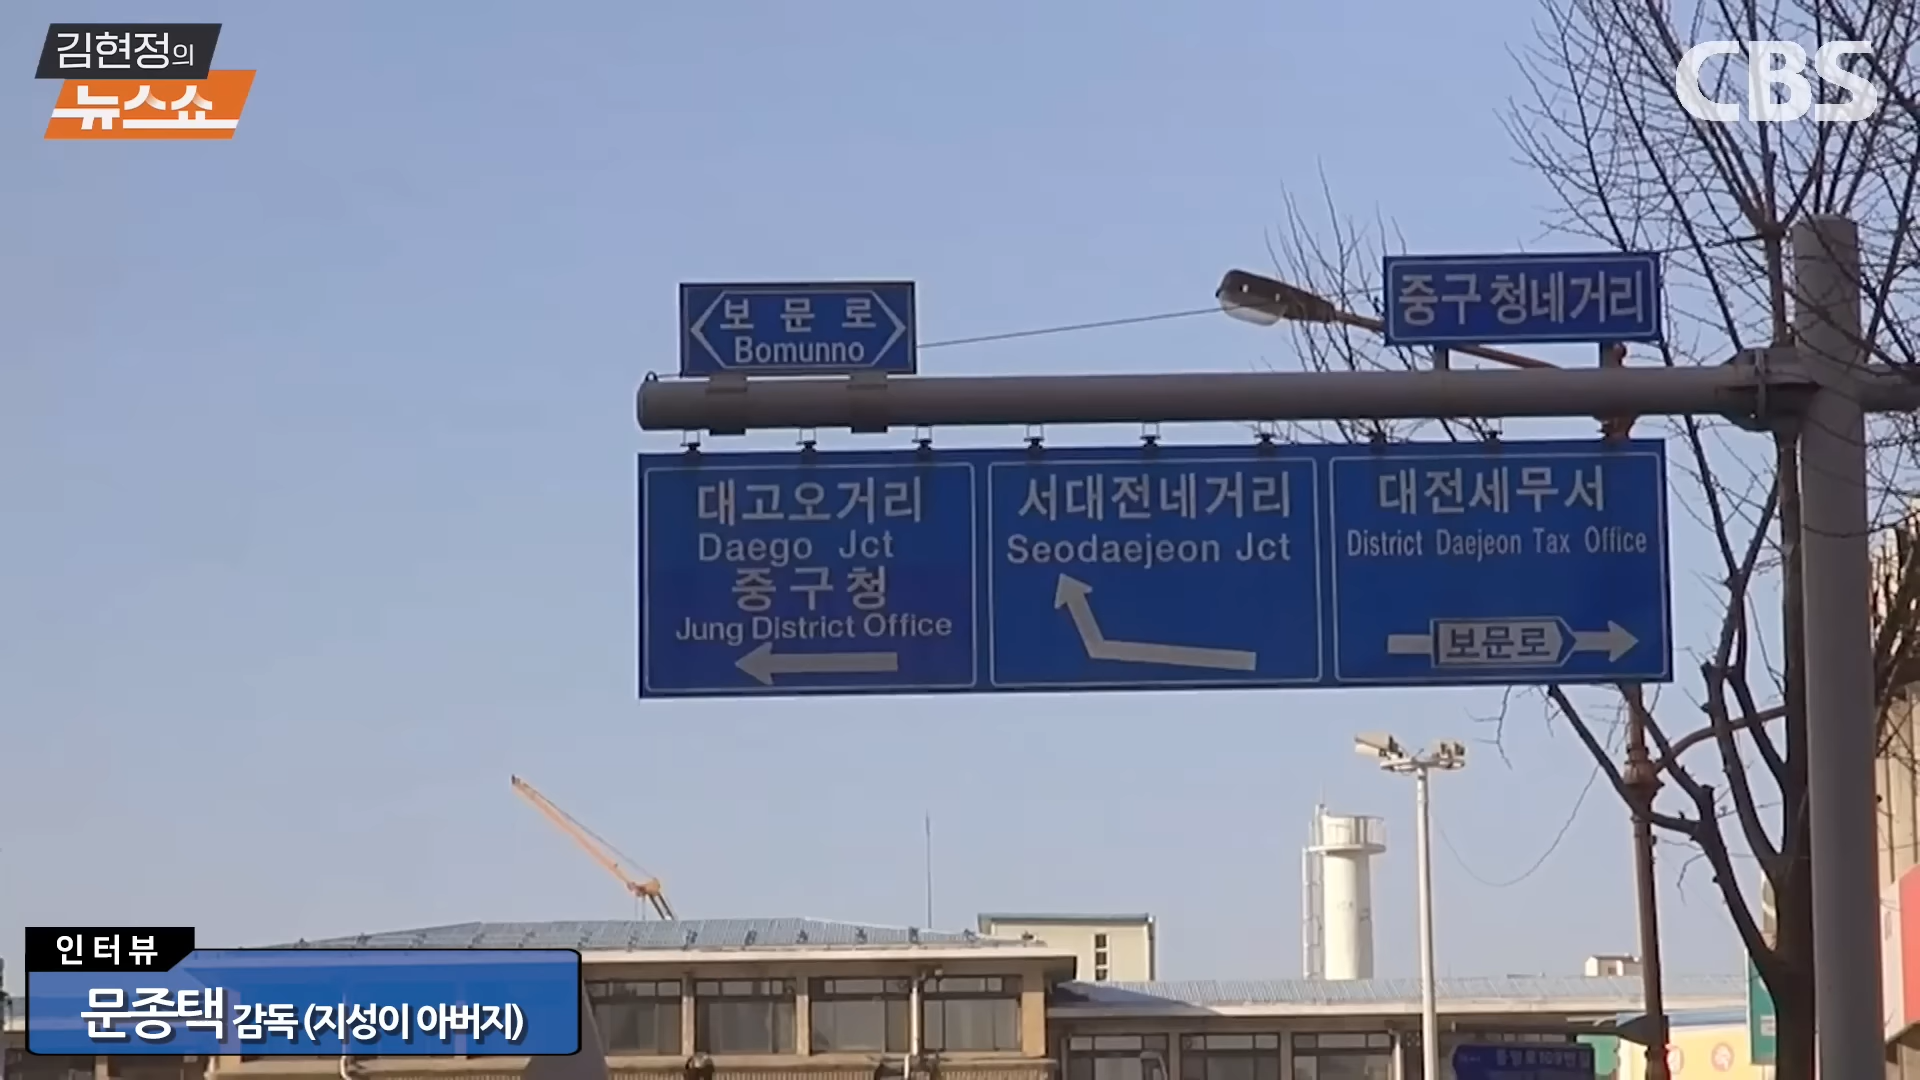 김현정의
뉴스쇼
CBS
보문로
Bomunno
중구청네거리
대고오거리
Daego Jct
중구청
Jung District Office
서대전네거리
Seodaejeon Jct
대전세무서
District Daejeon Tax Office
보문로
인터뷰
문종택 감독 (지성이 아버지)